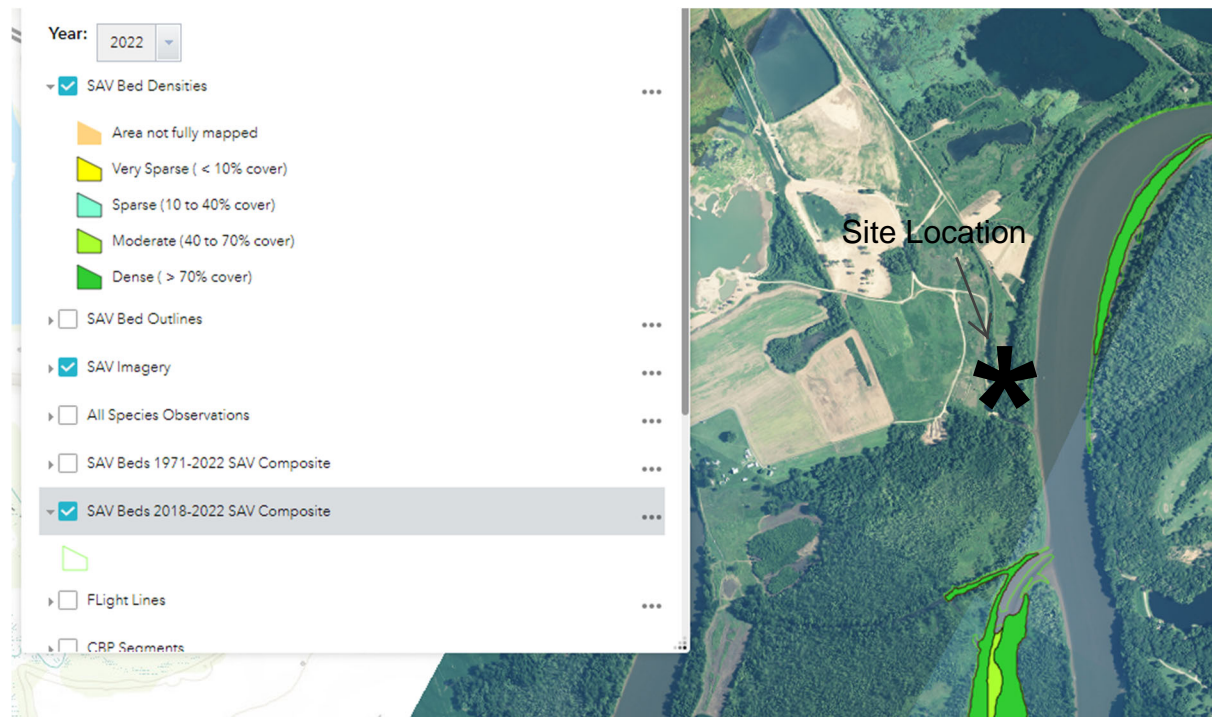 Year:
2022
SAV Bed Densities
Area not fully mapped
Very Sparse ( < 10% cover)
Sparse (10 to 40% cover)
Moderate (40 to 70% cover)
Dense ( > 70% cover)
SAV Bed Outlines
SAV Imagery
All Species Observations
SAV Beds 1971-2022 SAV Composite
SAV Beds 2018-2022 SAV Composite
FLight Lines
CBP Segments
Site Location
*